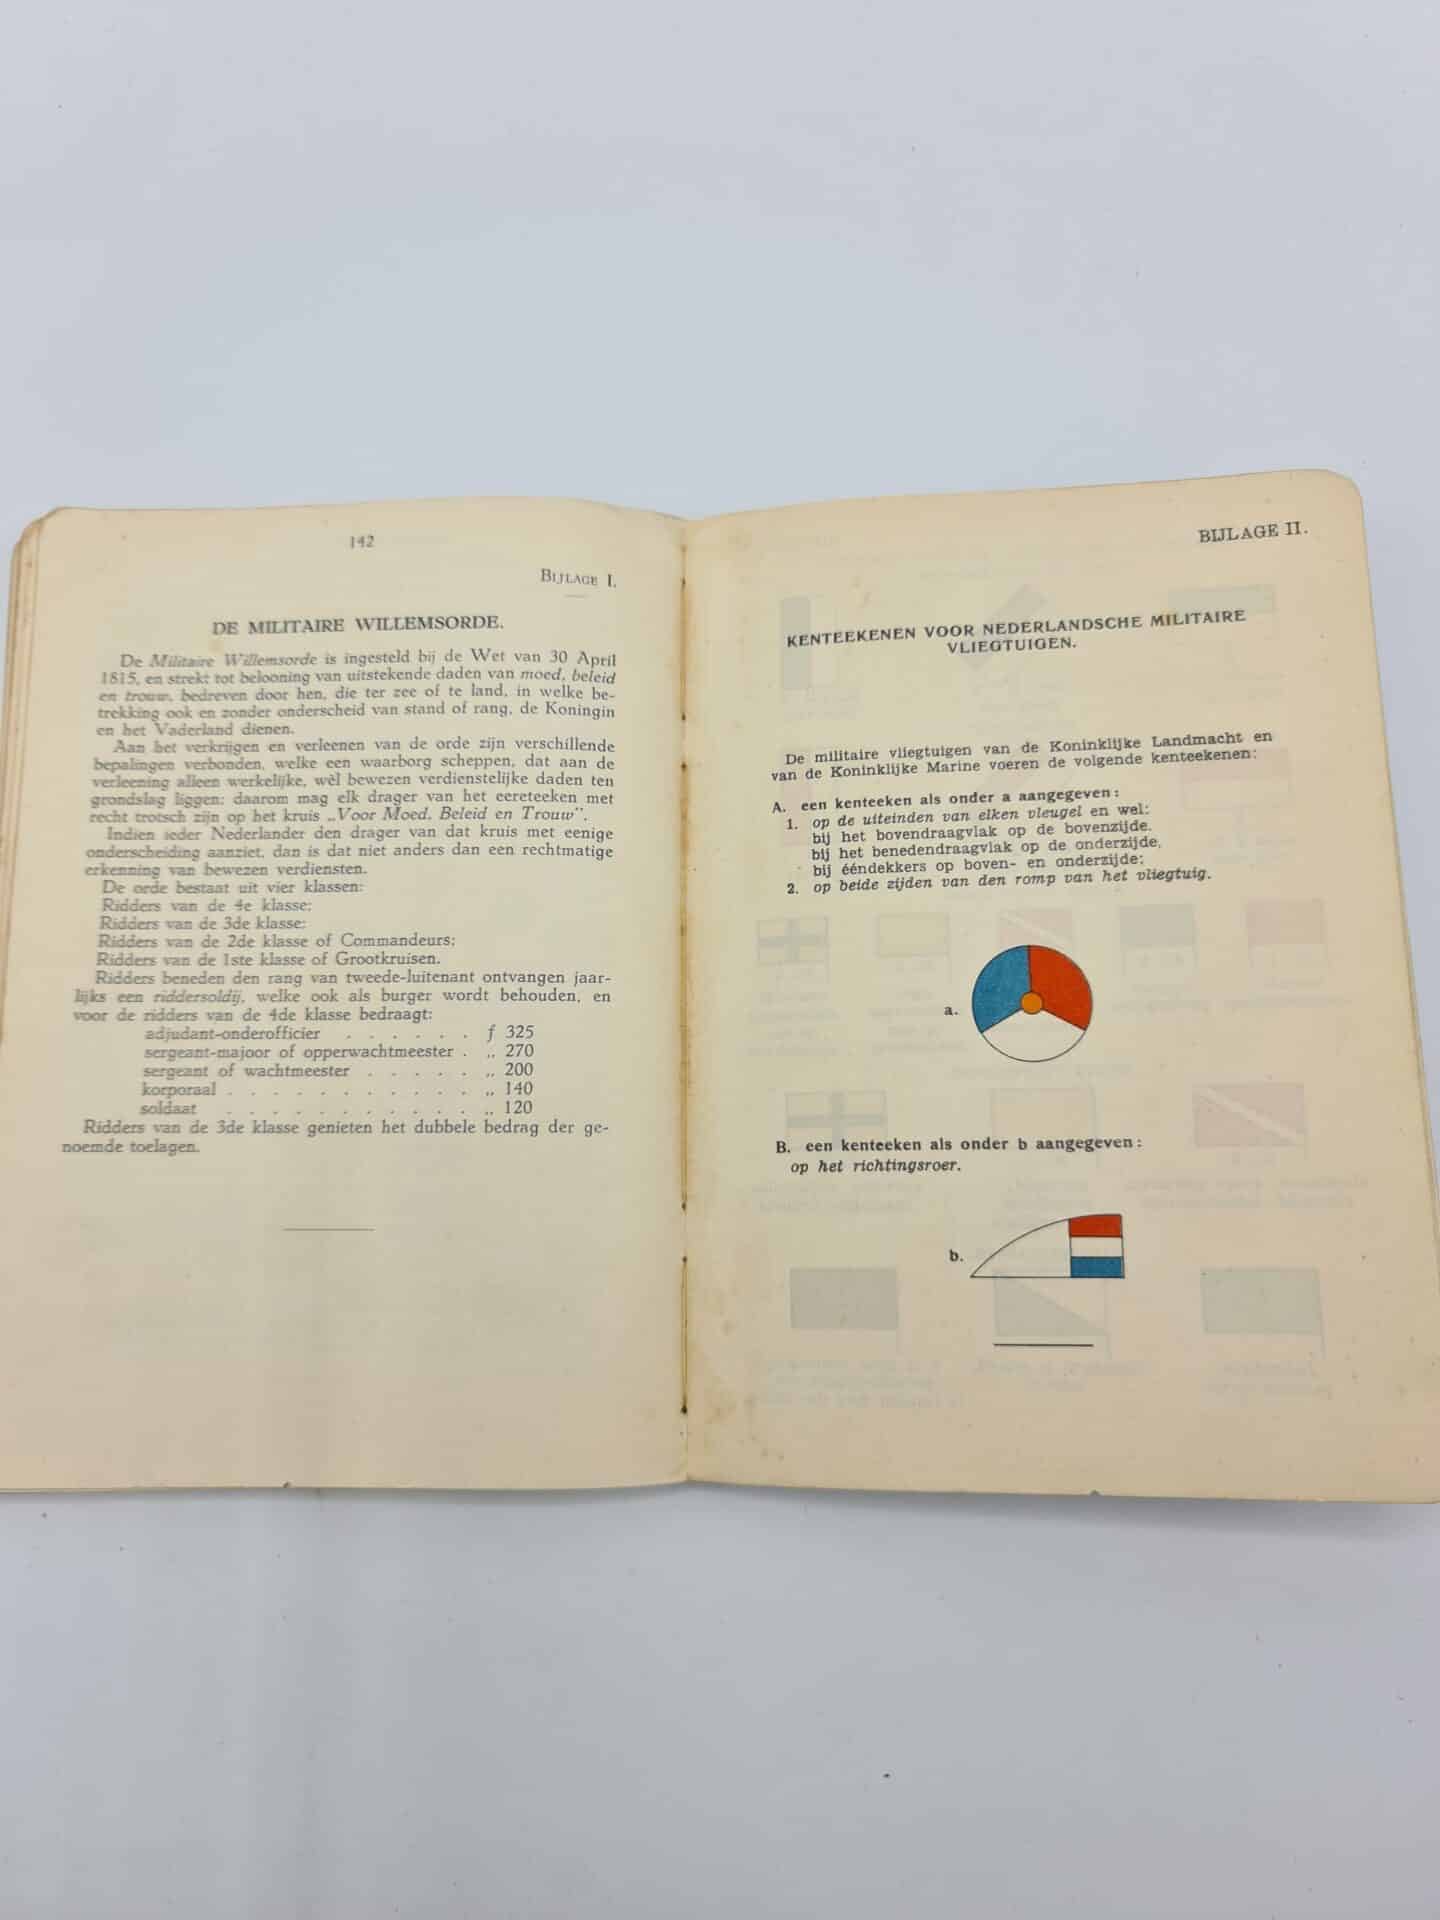 142
BIJLAGE I.
DE MILITAIRE WILLEMSORDE.
De Militaire Willemsorde is ingesteld bij de Wet van 30 April
1815, en strekt tot belooning van uitstekende daden van moed, beleid
en trouw, bedreven door hen, die ter zee of te land, in welke be-
trekking ook en zonder onderscheid van stand of rang, de Koningin
en het Vaderland dienen.
Aan het verkrijgen en verleenen van de orde zijn verschillende
bepalingen verbonden, welke een waarborg scheppen, dat aan de
verleening alleen werkelijke, wèl bewezen verdienstelijke daden ten
grondslag liggen; daarom mag elk drager van het eereteeken met
recht trotsch zijn op het kruis „Voor Moed, Beleid en Trouw".
Indien ieder Nederlander den drager van dat kruis met eenige
onderscheiding aanziet, dan is dat niet anders dan een rechtmatige
erkenning van bewezen verdiensten.
De orde bestaat uit vier klassen:
Ridders van de 4e klasse;
Ridders van de 3de klasse;
Ridders van de 2de klasse of Commandeurs;
Ridders van de 1ste klasse of Grootkruisen.
Ridders beneden den rang van tweede-luitenant ontvangen jaar-
lijks een riddersoldij, welke ook als burger wordt behouden, en
voor de ridders van de 4de klasse bedraagt:
adjudant-onderofficier . . . . . . f 325
sergeant-majoor of opperwachtmeester . „ 270
sergeant of wachtmeester . . . . . „ 200
korporaal . . . . . . . . . . . „ 140
soldaat . . . . . . . . . . . „ 120
Ridders van de 3de klasse genieten het dubbele bedrag der ge-
noemde toelagen.
BIJLAGE II.
KENTEEKENEN VOOR NEDERLANDSCHE MILITAIRE
VLIEGTUIGEN.
De militaire vliegtuigen van de Koninklijke Landmacht en
van de Koninklijke Marine voeren de volgende kenteekenen:
A. een kenteeken als onder a aangegeven:
1. op de uiteinden van elken vleugel en wel:
bij het bovendraagvlak op de bovenzijde,
bij het benedendraagvlak op de onderzijde,
bij ééndekkers op boven- en onderzijde;
2. op beide zijden van den romp van het vliegtuig.
a.
B. een kenteeken als onder b aangegeven:
op het richtingsroer.
b.